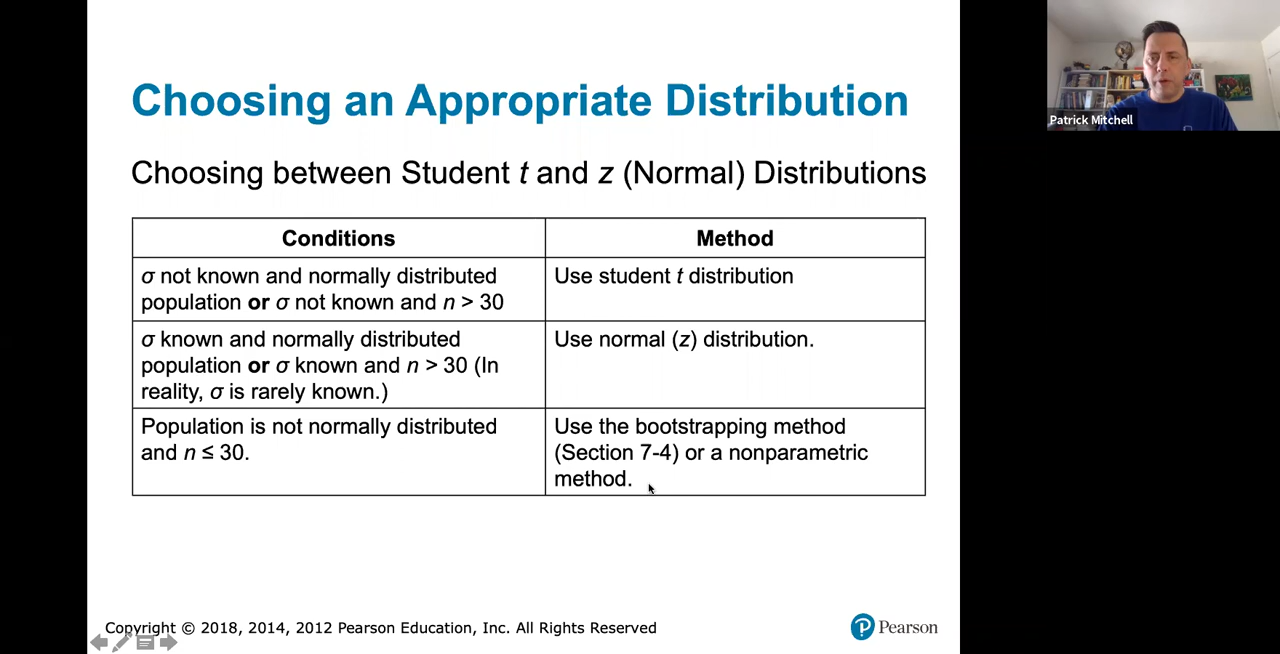 Choosing an Appropriate Distribution
Choosing between Student t and z (Normal) Distributions
Conditions
Method
σ not known and normally distributed
population or σ not known and n > 30
Use student t distribution
σ known and normally distributed
population or σ known and n > 30 (In
reality, σ is rarely known.)
Use normal (z) distribution.
Population is not normally distributed
and n ≤ 30.
Use the bootstrapping method
(Section 7-4) or a nonparametric
method.
Copyright © 2018, 2014, 2012 Pearson Education, Inc. All Rights Reserved
Pearson
Patrick Mitchell